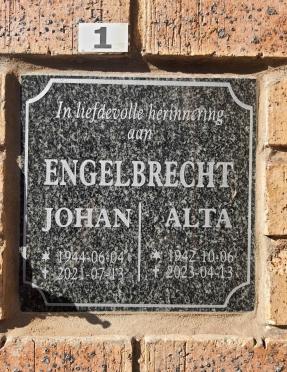 1
In liefdevolle herinnering
aan
ENGELBRECHT
JOHAN ALTA
* 1944-06-04 * 1942-10-06
† 2021-07-13 † 2023-04-13